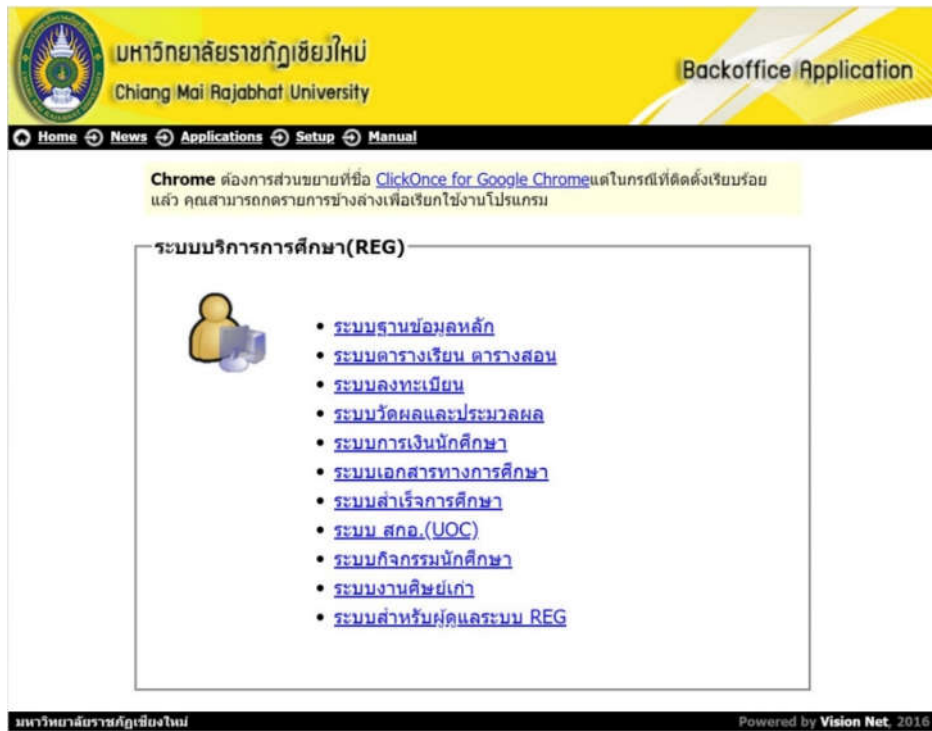 มหาวิทยาลัยราชภัฏเชียงใหม่
Chiang Mai Rajabhat University
Backoffice Application
Home News Applications Setup Manual
Chrome ต้องการส่วนขยายที่ชื่อ ClickOnce for Google Chromeแต่ในกรณีที่ติดตั้งเรียบร้อย
แล้ว คุณสามารถกดรายการข้างล่างเพื่อเรียกใช้งานโปรแกรม
ระบบบริการการศึกษา(REG)
ระบบฐานข้อมูลหลัก
ระบบตารางเรียน ตารางสอน
ระบบลงทะเบียน
ระบบวัดผลและประมวลผล
ระบบการเงินนักศึกษา
ระบบเอกสารทางการศึกษา
ระบบสำเร็จการศึกษา
ระบบ สกอ.(UOC)
ระบบกิจกรรมนักศึกษา
ระบบงานศิษย์เก่า
ระบบสำหรับผู้ดูแลระบบ REG
มหาวิทยาลัยราชภัฏเชียงใหม่
Powered by Vision Net, 2016